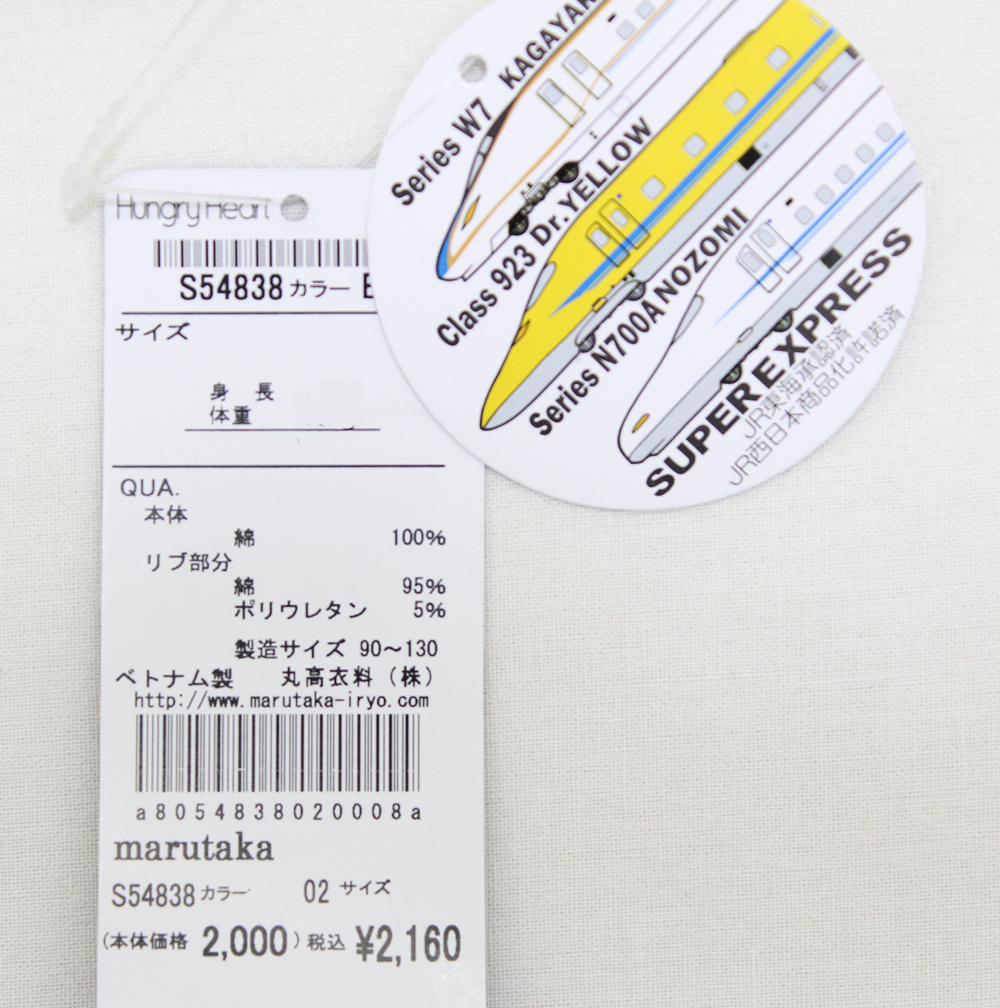 Hungry Heart
S54838 カラー
サイズ
身 長
体重
QUA.
本体
綿 100%
リブ部分
綿 95%
ポリウレタン 5%
製造サイズ 90〜130
ベトナム製 丸高衣料（株）
http://www.marutaka-iryo.com
a80548380200008a
marutaka
S54838 カラー 02 サイズ
(本体価格 2,000) 税込 ¥2,160
Series W7 KAGAYAK
Class 923 Dr.YELLOW
Series N700A NOZOMI
SUPER EXPRESS
JR東海承認済
JR西日本商品化許諾済